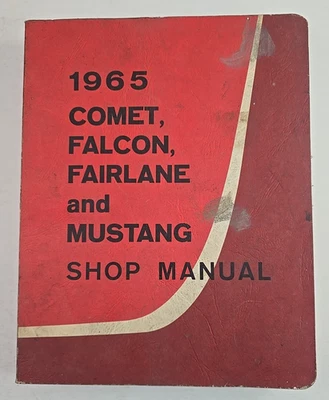 1965
COMET,
FALCON,
FAIRLANE
and
MUSTANG
SHOP MANUAL